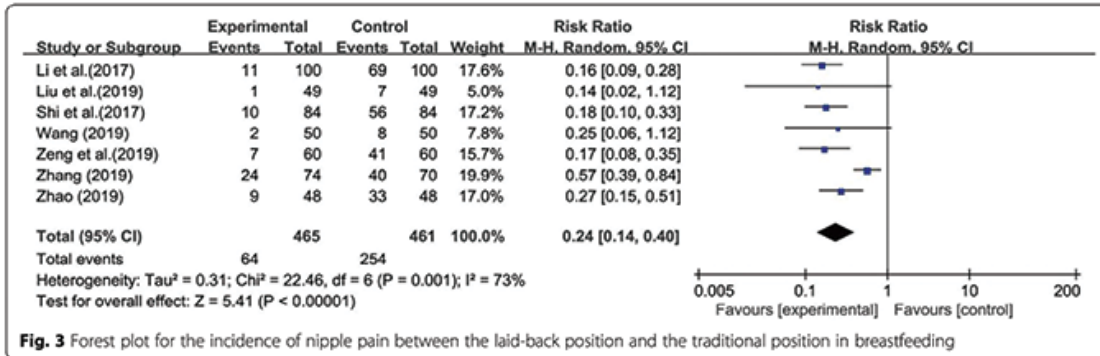 Experimental Control Risk Ratio Risk Ratio
Study or Subgroup Events Total Events Total Weight M-H. Random. 95% CI M-H. Random. 95% CI
Li et al.(2017) 11 100 69 100 17.6% 0.16 [0.09, 0.28]
Liu et al.(2019) 1 49 7 49 5.0% 0.14 [0.02, 1.12]
Shi et al.(2017) 10 84 56 84 17.2% 0.18 [0.10, 0.33]
Wang (2019) 2 50 8 50 7.8% 0.25 [0.06, 1.12]
Zeng et al.(2019) 7 60 41 60 15.7% 0.17 [0.08, 0.35]
Zhang (2019) 24 74 40 70 19.9% 0.57 [0.39, 0.84]
Zhao (2019) 9 48 33 48 17.0% 0.27 [0.15, 0.51]
Total (95% CI) 465 461 100.0% 0.24 [0.14, 0.40]
Total events 64 254
Heterogeneity: Tau² = 0.31; Chi² = 22.46, df = 6 (P = 0.001); I² = 73%
Test for overall effect: Z = 5.41 (P < 0.00001)
0.005 0.1 1 10 200
Favours [experimental] Favours [control]
Fig. 3 Forest plot for the incidence of nipple pain between the laid-back position and the traditional position in breastfeeding